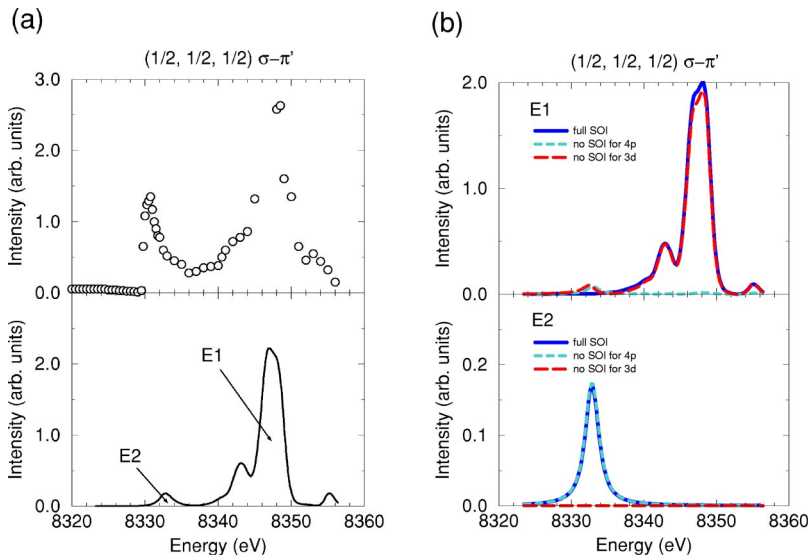 (a)
(1/2, 1/2, 1/2) σ−π'
Intensity (arb. units)
3.0
2.0
1.0
0.0
Intensity (arb. units)
2.0
1.0
0.0
E1
E2
8320 8330 8340 8350 8360
Energy (eV)
(b)
(1/2, 1/2, 1/2) σ−π'
Intensity (arb. units)
2.0
1.0
0.0
E1
full SOI
no SOI for 4p
no SOI for 3d
Intensity (arb. units)
0.2
0.1
0.0
E2
full SOI
no SOI for 4p
no SOI for 3d
8320 8330 8340 8350 8360
Energy (eV)